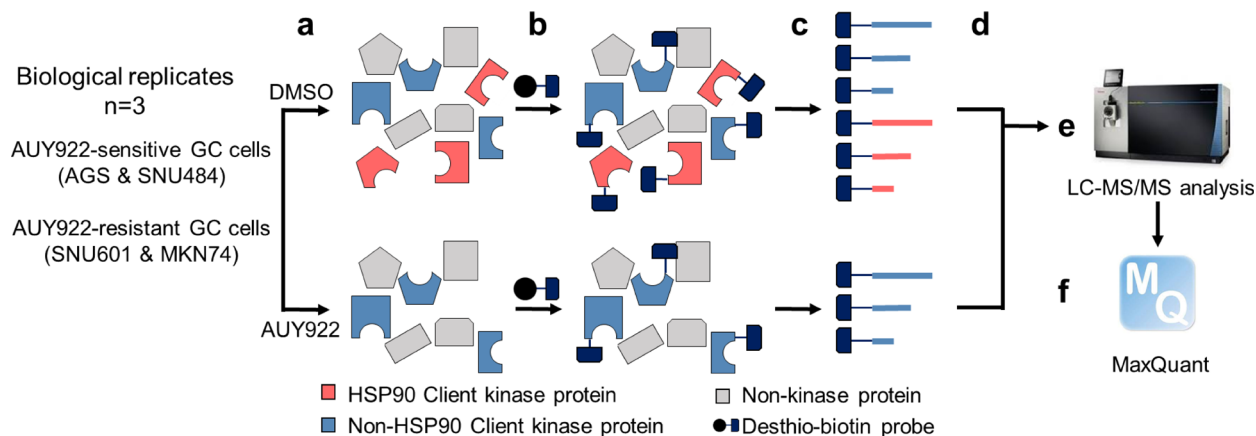 a
b
c
d
Biological replicates
n=3
DMSO
AUY922-sensitive GC cells
(AGS & SNU484)
AUY922-resistant GC cells
(SNU601 & MKN74)
AUY922
e
LC-MS/MS analysis
f
M
Q
MaxQuant
HSP90 Client kinase protein
Non-kinase protein
Non-HSP90 Client kinase protein
Desthio-biotin probe